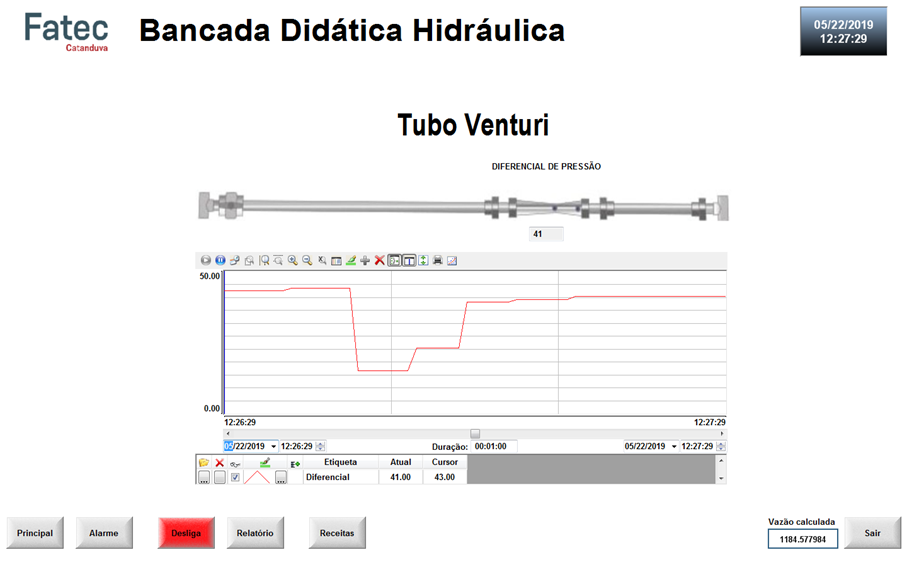 Fatec
Catanduva
Bancada Didática Hidráulica
05/22/2019
12:27:29
Tubo Venturi
DIFERENCIAL DE PRESSÃO
41
50.00
0.00
12:26:29
12:27:29
05/22/2019 12:26:29
Duração: 00:01:00
05/22/2019 12:27:29
Etiqueta Atual Cursor
Diferencial 41.00 43.00
Principal
Alarme
Desliga
Relatório
Receitas
Vazão calculada
1184.577984
Sair